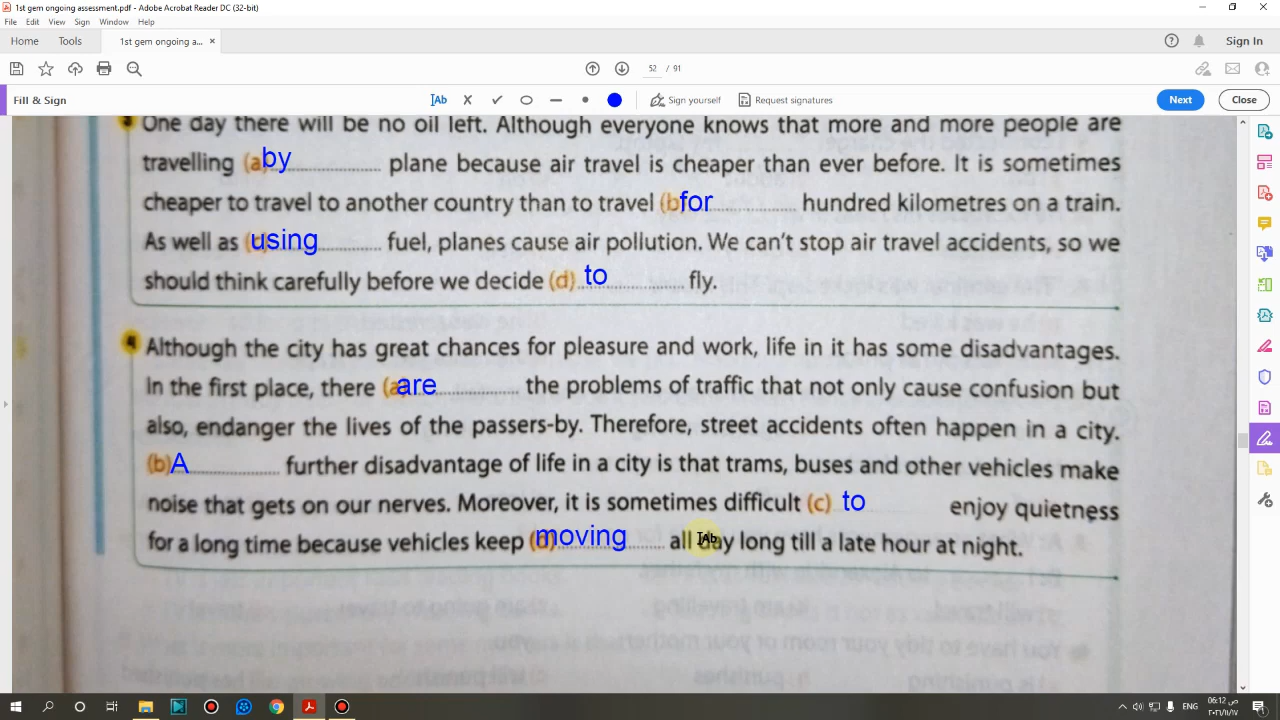 1st gem ongoing assessment.pdf - Adobe Acrobat Reader DC (32-bit)
File Edit View Sign Window Help
Home Tools 1st gem ongoing a... ×
Sign In
52 / 91
Fill & Sign
Ab
Sign yourself
Request signatures
Next
Close
3 One day there will be no oil left. Although everyone knows that more and more people are
travelling (a) by ........ plane because air travel is cheaper than ever before. It is sometimes
cheaper to travel to another country than to travel (b for ........ hundred kilometres on a train.
As well as (c) using ........ fuel, planes cause air pollution. We can't stop air travel accidents, so we
should think carefully before we decide (d) to ........ fly.
4 Although the city has great chances for pleasure and work, life in it has some disadvantages.
In the first place, there (a) are ........ the problems of traffic that not only cause confusion but
also, endanger the lives of the passers-by. Therefore, street accidents often happen in a city.
(b) A ........ further disadvantage of life in a city is that trams, buses and other vehicles make
noise that gets on our nerves. Moreover, it is sometimes difficult (c) to enjoy quietness
for a long time because vehicles keep (d) moving ........ all day long till a late hour at night.
ENG
06:12 ص